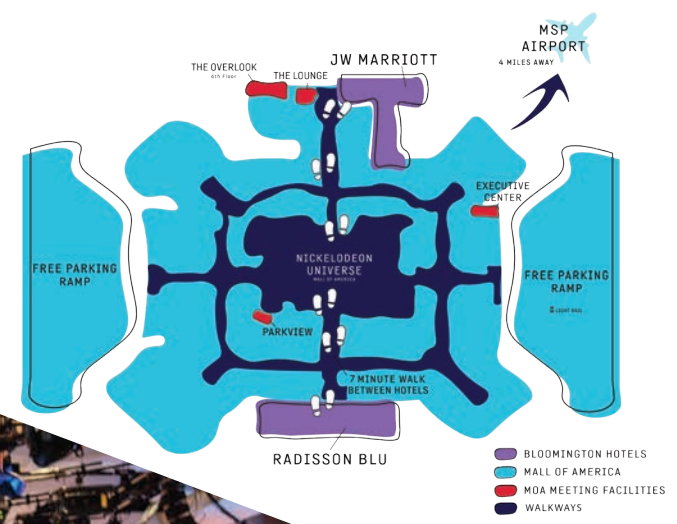 MSP
AIRPORT
4 MILES AWAY
JW MARRIOTT
THE OVERLOOK
6th Floor
THE LOUNGE
EXECUTIVE
CENTER
NICKELODEON
UNIVERSE
MALL OF AMERICA
FREE PARKING
RAMP
FREE PARKING
RAMP
LIGHT RAIL
PARKVIEW
7 MINUTE WALK
BETWEEN HOTELS
RADISSON BLU
BLOOMINGTON HOTELS
MALL OF AMERICA
MOA MEETING FACILITIES
WALKWAYS